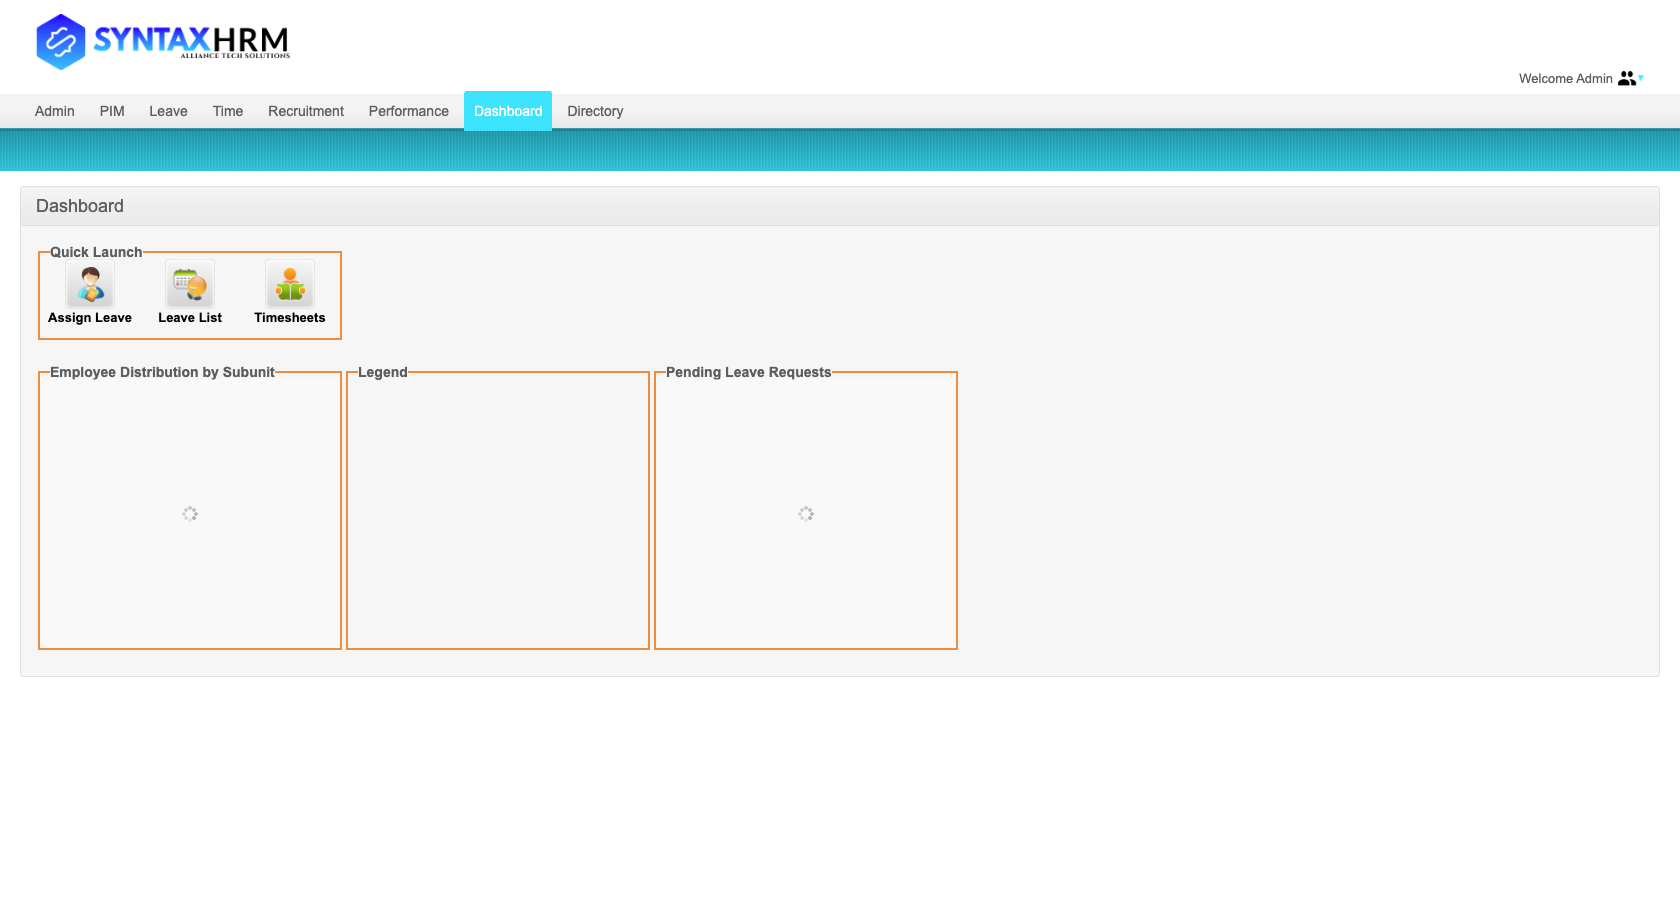 SYNTAXHRM
ALLIANCE TECH SOLUTIONS
Welcome Admin
Admin PIM Leave Time Recruitment Performance Dashboard Directory
Dashboard
Quick Launch
Assign Leave Leave List Timesheets
Employee Distribution by Subunit Legend Pending Leave Requests